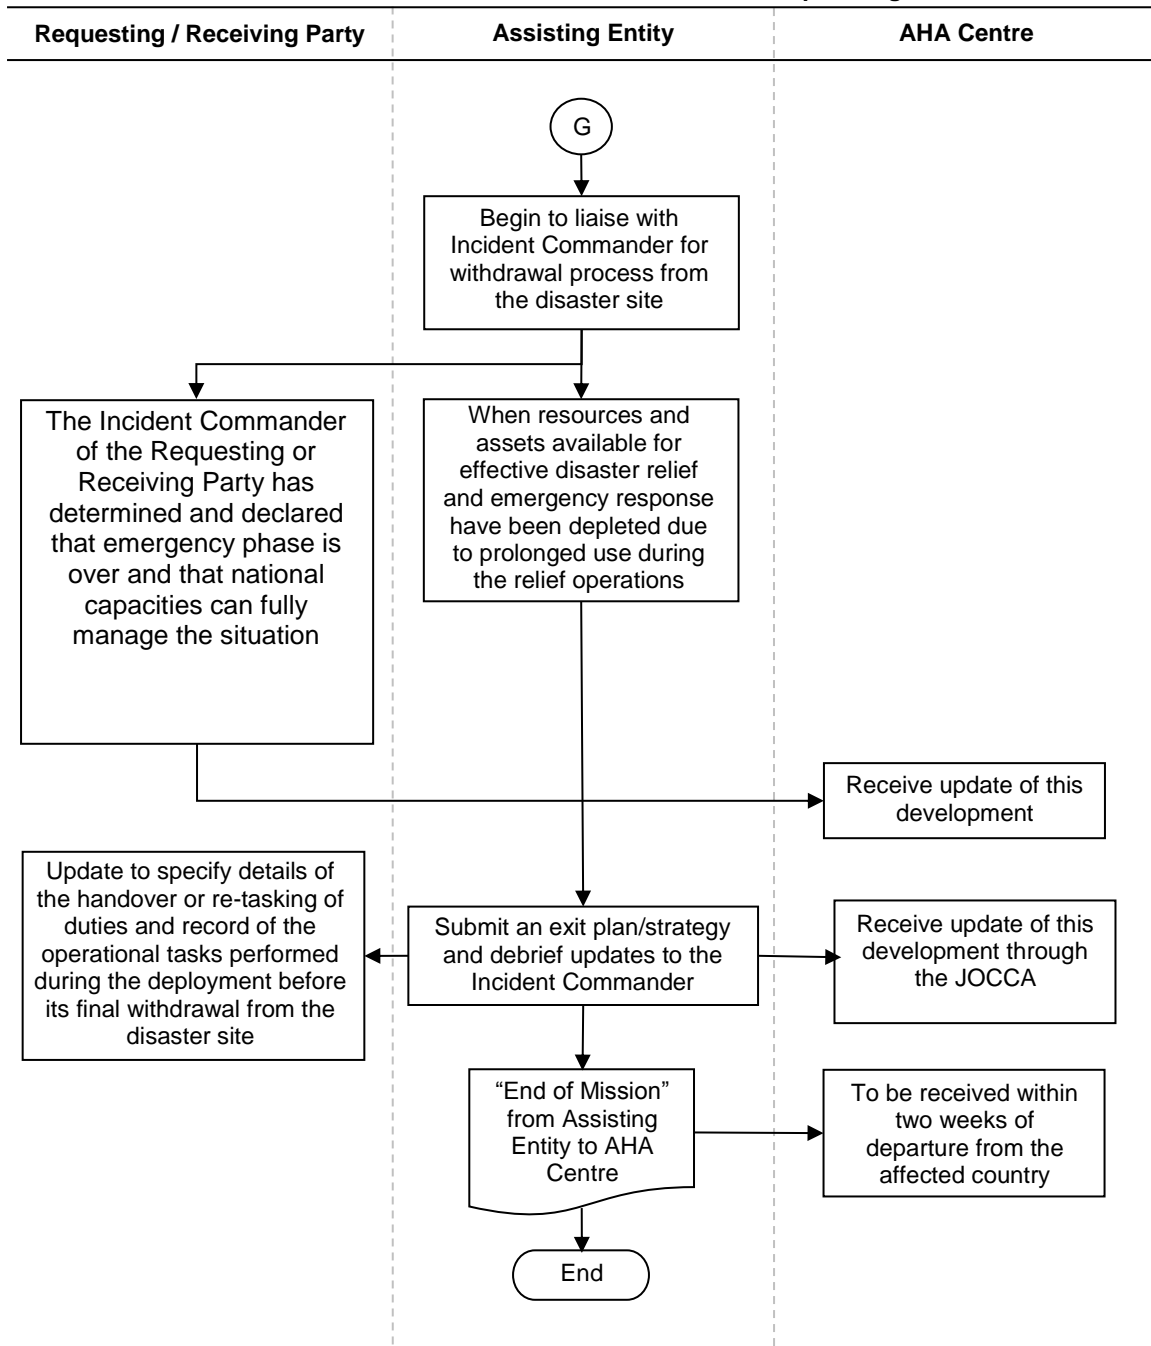 Requesting / Receiving Party
Assisting Entity
AHA Centre
G
Begin to liaise with
Incident Commander for
withdrawal process from
the disaster site
The Incident Commander
of the Requesting or
Receiving Party has
determined and declared
that emergency phase is
over and that national
capacities can fully
manage the situation
When resources and
assets available for
effective disaster relief
and emergency response
have been depleted due
to prolonged use during
the relief operations
Receive update of this
development
Update to specify details of
the handover or re-tasking of
duties and record of the
operational tasks performed
during the deployment before
its final withdrawal from the
disaster site
Submit an exit plan/strategy
and debrief updates to the
Incident Commander
Receive update of this
development through
the JOCCA
“End of Mission”
from Assisting
Entity to AHA
Centre
To be received within
two weeks of
departure from the
affected country
End